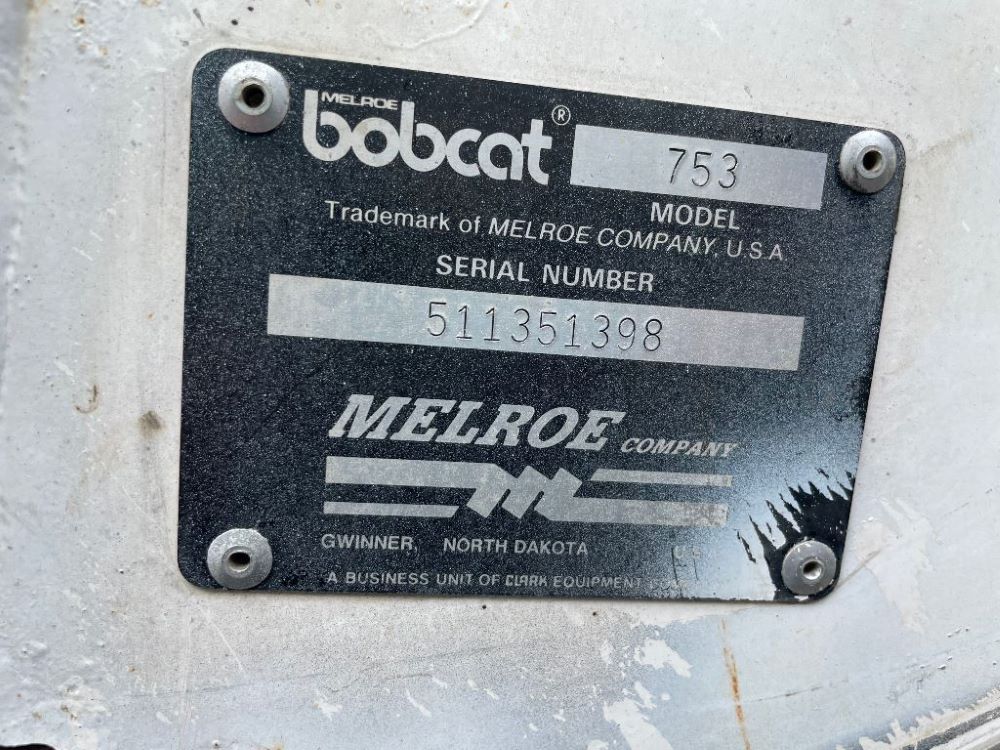 MELROE
bobcat ® 753
MODEL
Trademark of MELROE COMPANY, U.S.A.
SERIAL NUMBER
511351398
MELROE COMPANY
GWINNER, NORTH DAKOTA
A BUSINESS UNIT OF CLARK EQUIPMENT